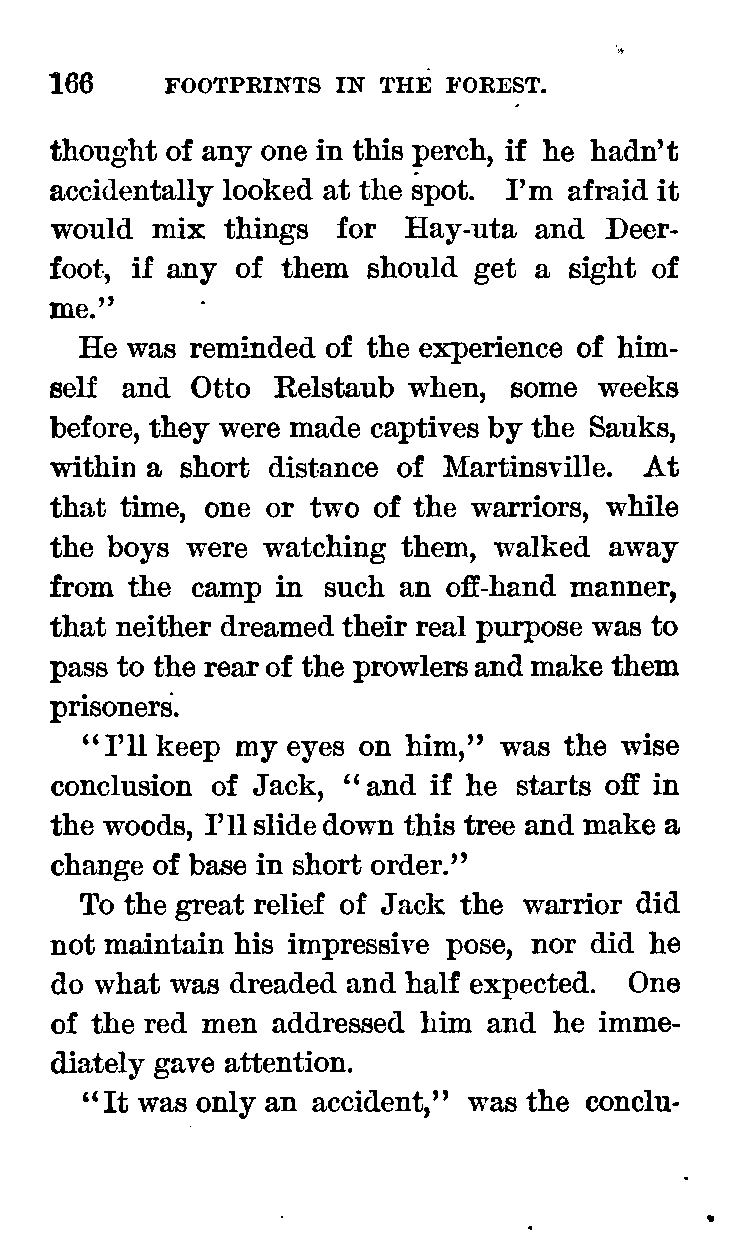 166 FOOTPRINTS IN THE FOREST.
thought of any one in this perch, if he hadn't
accidentally looked at the spot. I'm afraid it
would mix things for Hay-uta and Deer-
foot, if any of them should get a sight of
me."
He was reminded of the experience of him-
self and Otto Relstaub when, some weeks
before, they were made captives by the Sauks,
within a short distance of Martinsville. At
that time, one or two of the warriors, while
the boys were watching them, walked away
from the camp in such an off-hand manner,
that neither dreamed their real purpose was to
pass to the rear of the prowlers and make them
prisoners.
"I'll keep my eyes on him," was the wise
conclusion of Jack, "and if he starts off in
the woods, I'll slide down this tree and make a
change of base in short order."
To the great relief of Jack the warrior did
not maintain his impressive pose, nor did he
do what was dreaded and half expected. One
of the red men addressed him and he imme-
diately gave attention.
"It was only an accident," was the conclu-